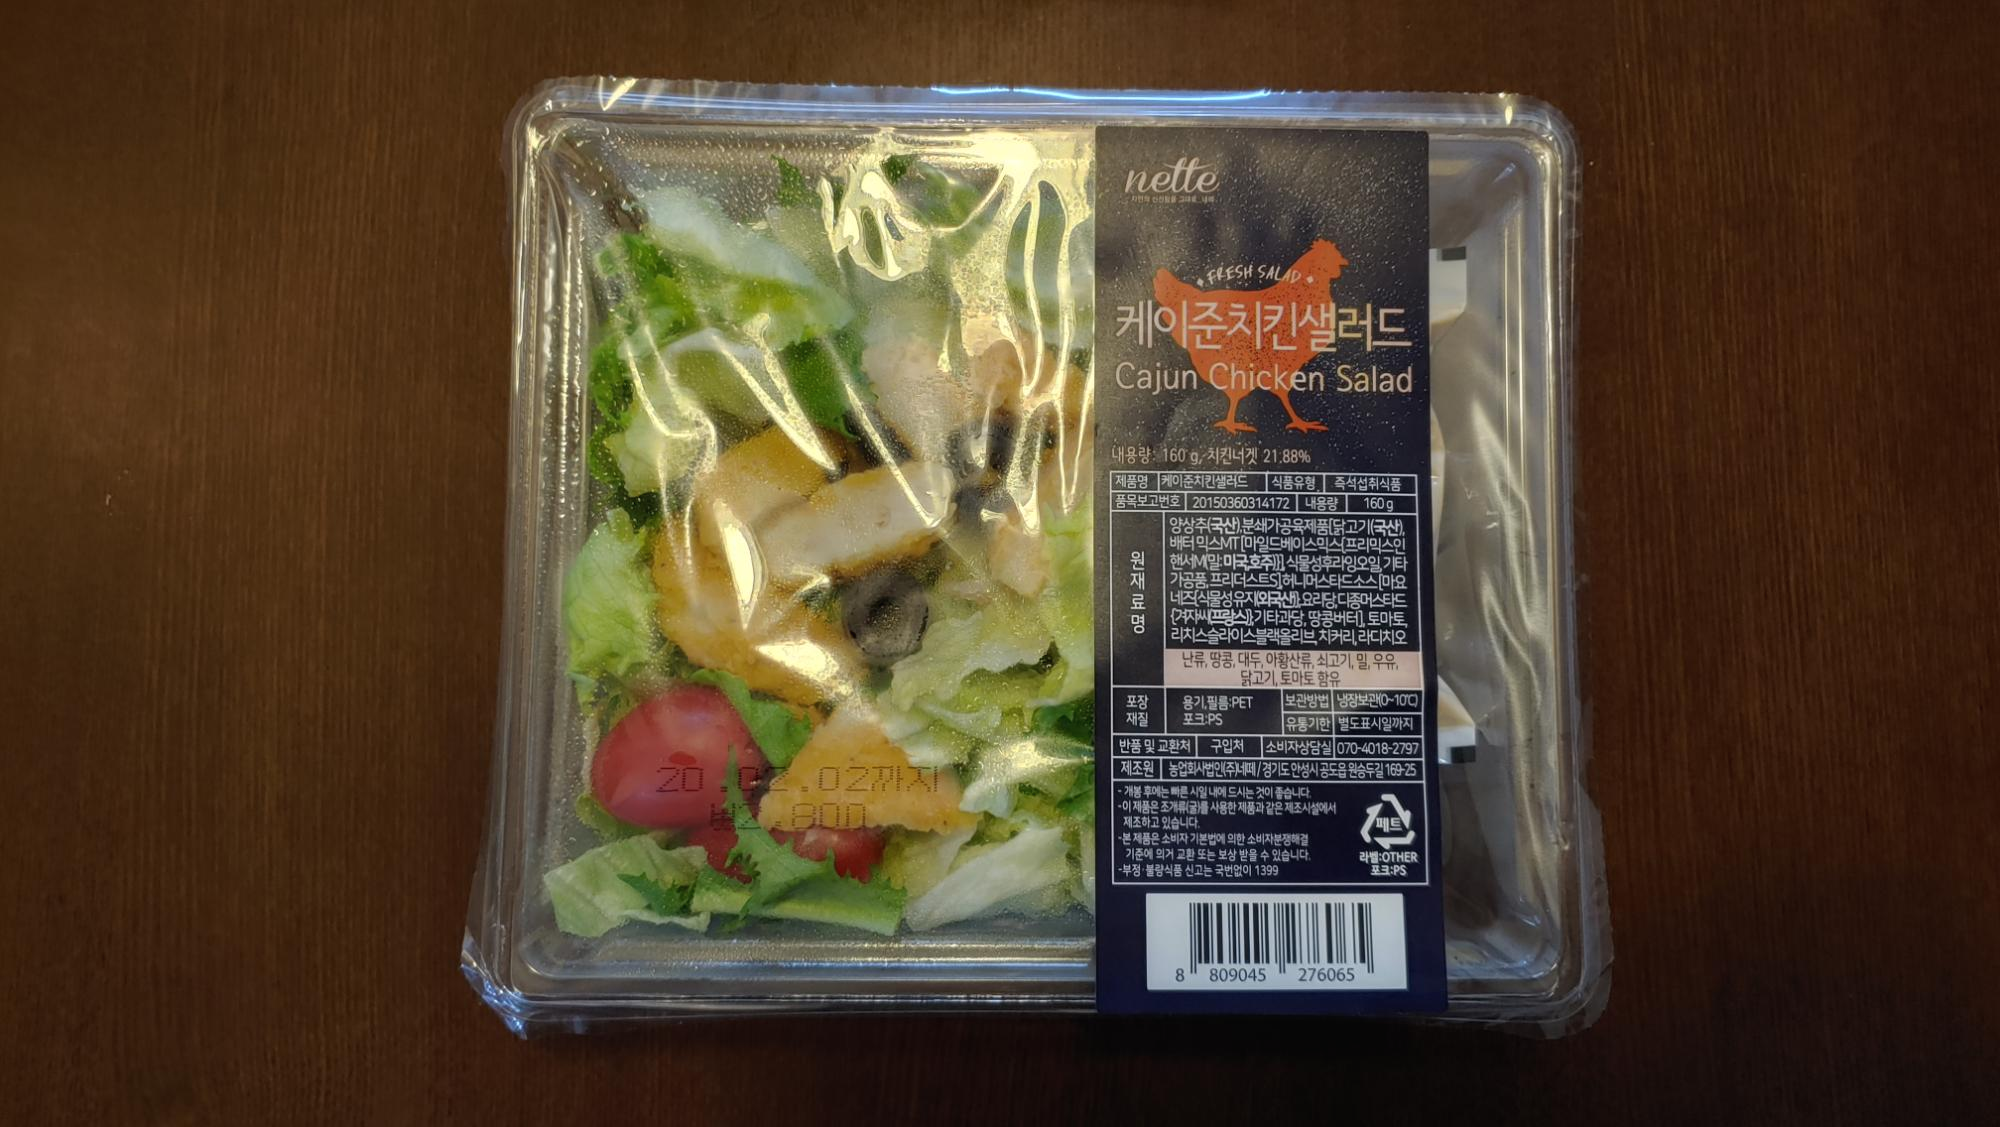 nette
자연의 신선함을 그대로, 네떼
FRESH SALAD
케이준치킨샐러드
Cajun Chicken Salad
내용량: 160 g, 치킨너겟 21.88%
제품명 케이준치킨샐러드 식품유형 즉석섭취식품
품목보고번호 20150360314172 내용량 160 g
원재료명
양상추(국산),분쇄가공육제품[닭고기(국산),
배터믹스MT[마일드베이스믹스{프리믹스인
핸서M(밀:미국,호주)}],식물성후라잉오일,기타
가공품,프리더스트S],허니머스타드소스[마요
네즈{식물성유지(외국산)},요리당,디종머스타드
{겨자씨(프랑스)},기타과당,땅콩버터], 토마토,
리치스슬라이스블랙올리브, 치커리, 라디치오
난류, 땅콩, 대두, 아황산류, 쇠고기, 밀, 우유,
닭고기, 토마토 함유
포장재질 용기,필름:PET 포크:PS
보관방법 냉장보관(0~10℃)
유통기한 별도표시일까지
반품 및 교환처 구입처 소비자상담실 070-4018-2797
제조원 농업회사법인(주)네떼 / 경기도 안성시 공도읍 원승두길 169-25
- 개봉 후에는 빠른 시일 내에 드시는 것이 좋습니다.
-이 제품은 조개류(굴)를 사용한 제품과 같은 제조시설에서
제조하고 있습니다.
-본 제품은 소비자 기본법에 의한 소비자분쟁해결
기준에 의거 교환 또는 보상 받을 수 있습니다.
-부정·불량식품 신고는 국번없이 1399
페트
라벨:OTHER
포크:PS
8 809045 276065
20.02.02까지
₩2,800